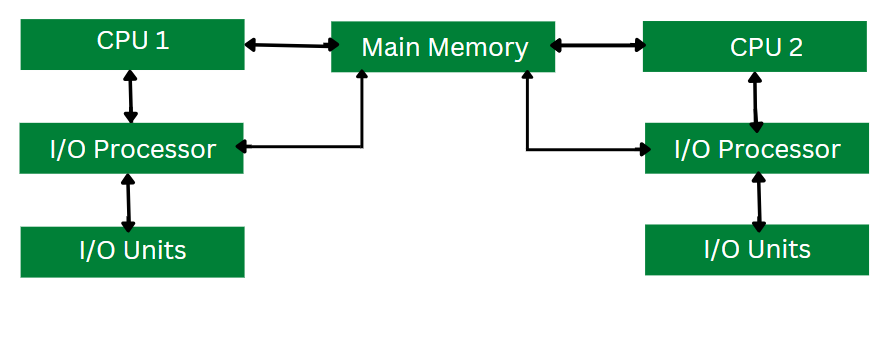 CPU 1
Main Memory
CPU 2
I/O Processor
I/O Processor
I/O Units
I/O Units